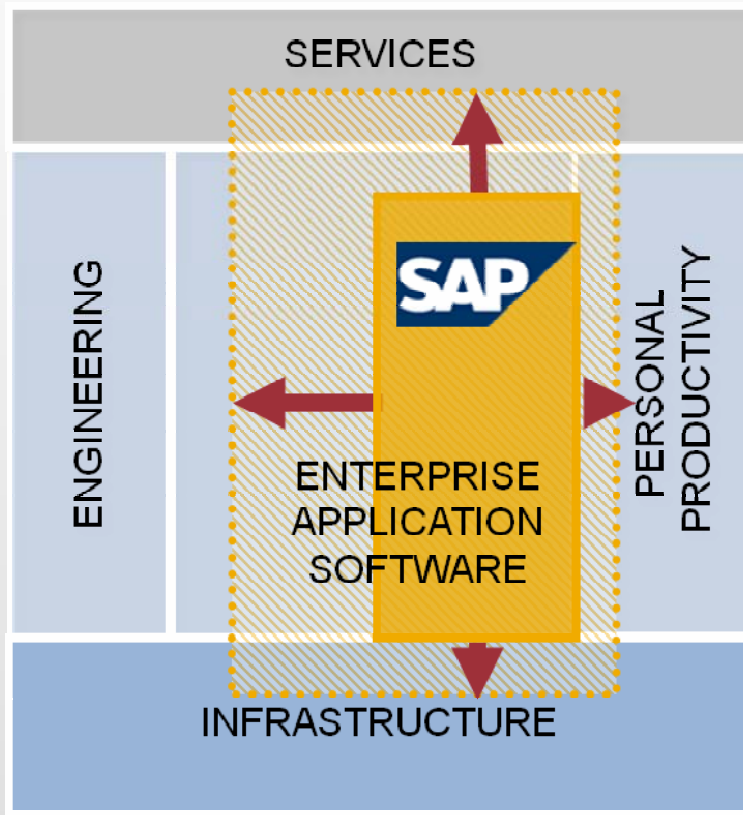 SERVICES
ENGINEERING
SAP
ENTERPRISE
APPLICATION
SOFTWARE
PERSONAL
PRODUCTIVITY
INFRASTRUCTURE